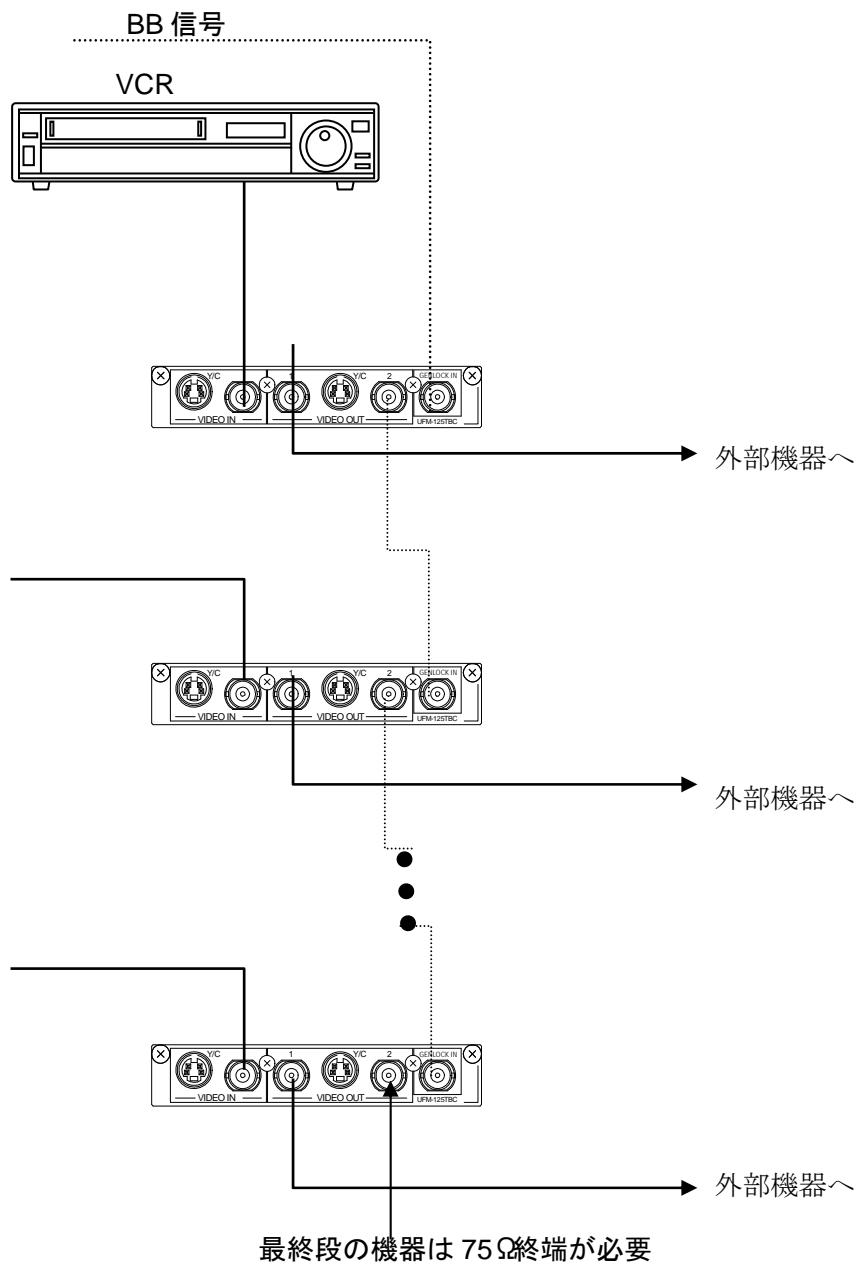 BB 信号
VCR
Y/C 1 Y/C 2 GENLOCK IN
VIDEO IN VIDEO OUT UFM-125TBC
外部機器へ
Y/C 1 Y/C 2 GENLOCK IN
VIDEO IN VIDEO OUT UFM-125TBC
外部機器へ
Y/C 1 Y/C 2 GENLOCK IN
VIDEO IN VIDEO OUT UFM-125TBC
外部機器へ
最終段の機器は 75Ω終端が必要